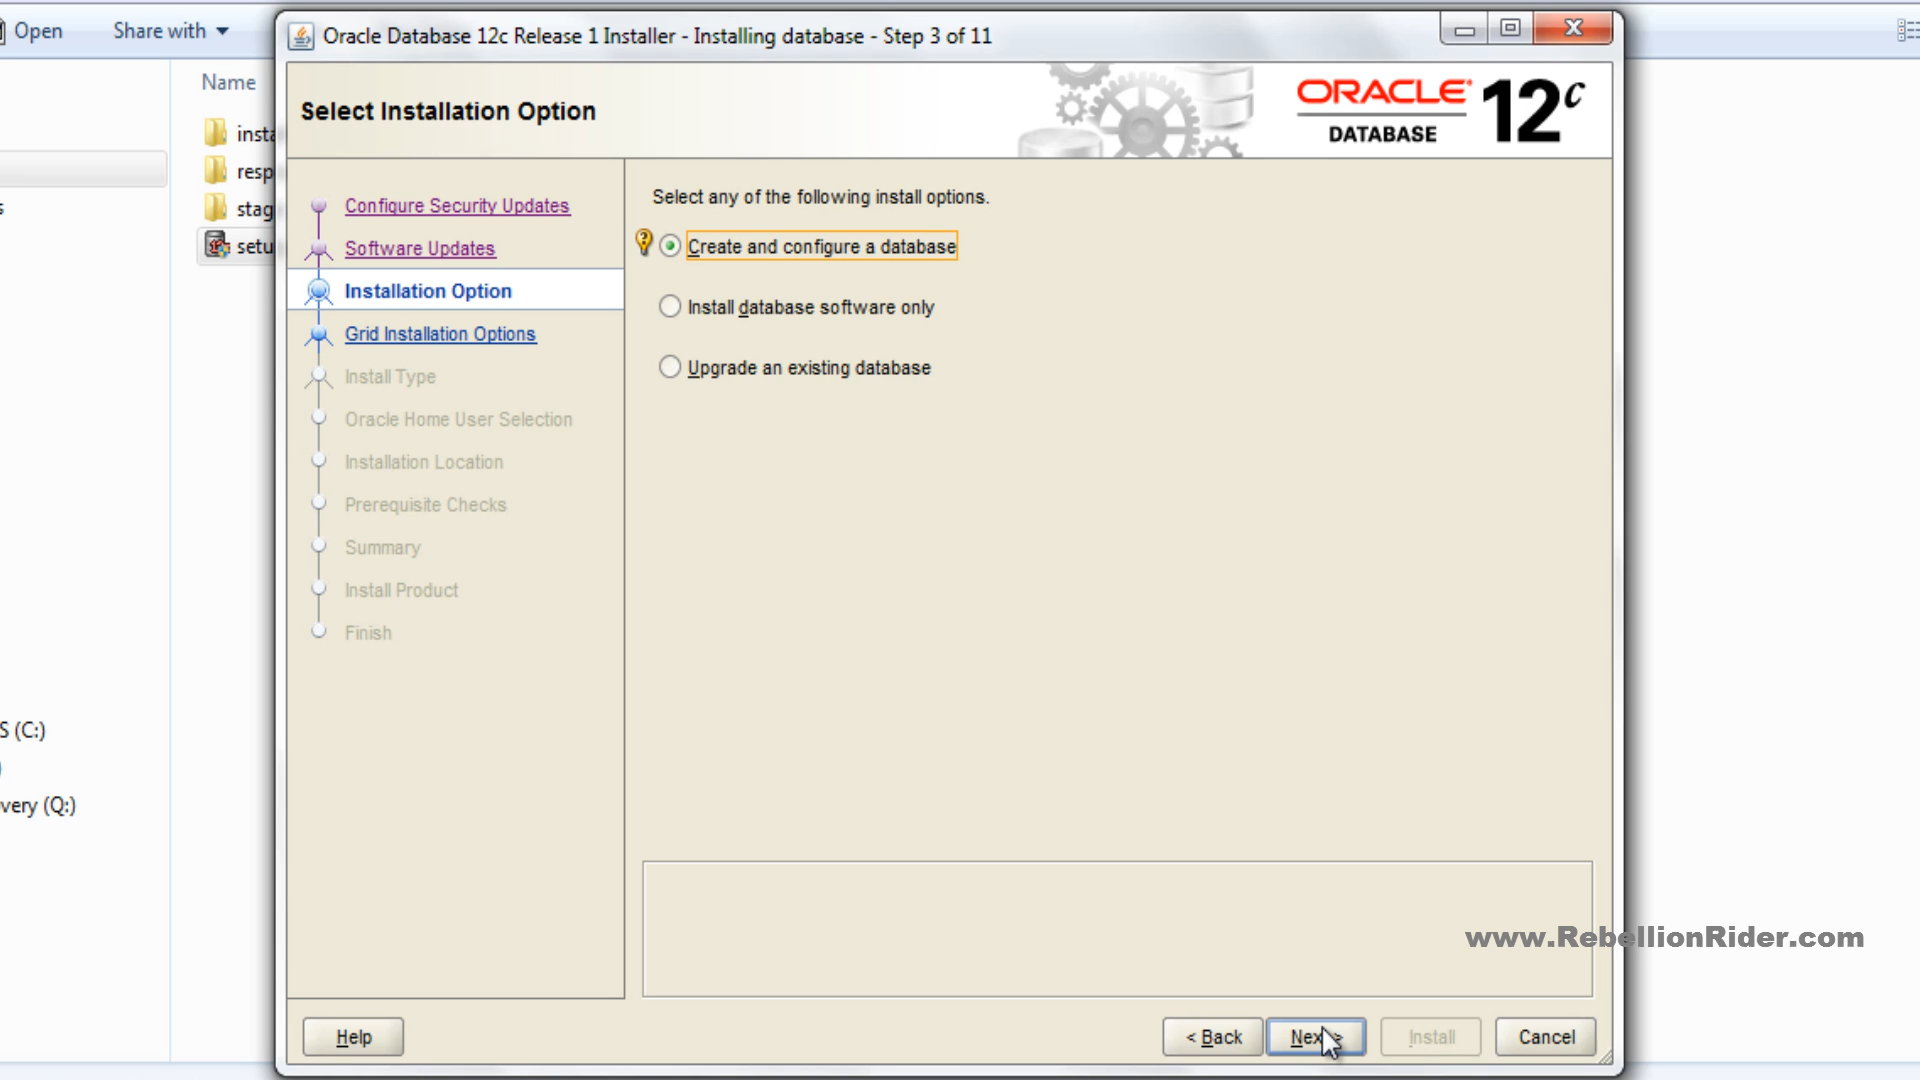 Open
Share with
Name
insta
resp
stag
setu
S (C:)
very (Q:)
Oracle Database 12c Release 1 Installer - Installing database - Step 3 of 11
Select Installation Option
ORACLE
DATABASE
12c
Configure Security Updates
Software Updates
Installation Option
Grid Installation Options
Install Type
Oracle Home User Selection
Installation Location
Prerequisite Checks
Summary
Install Product
Finish
Select any of the following install options.
Create and configure a database
Install database software only
Upgrade an existing database
www.RebellionRider.com
Help
< Back
Nex
Install
Cancel